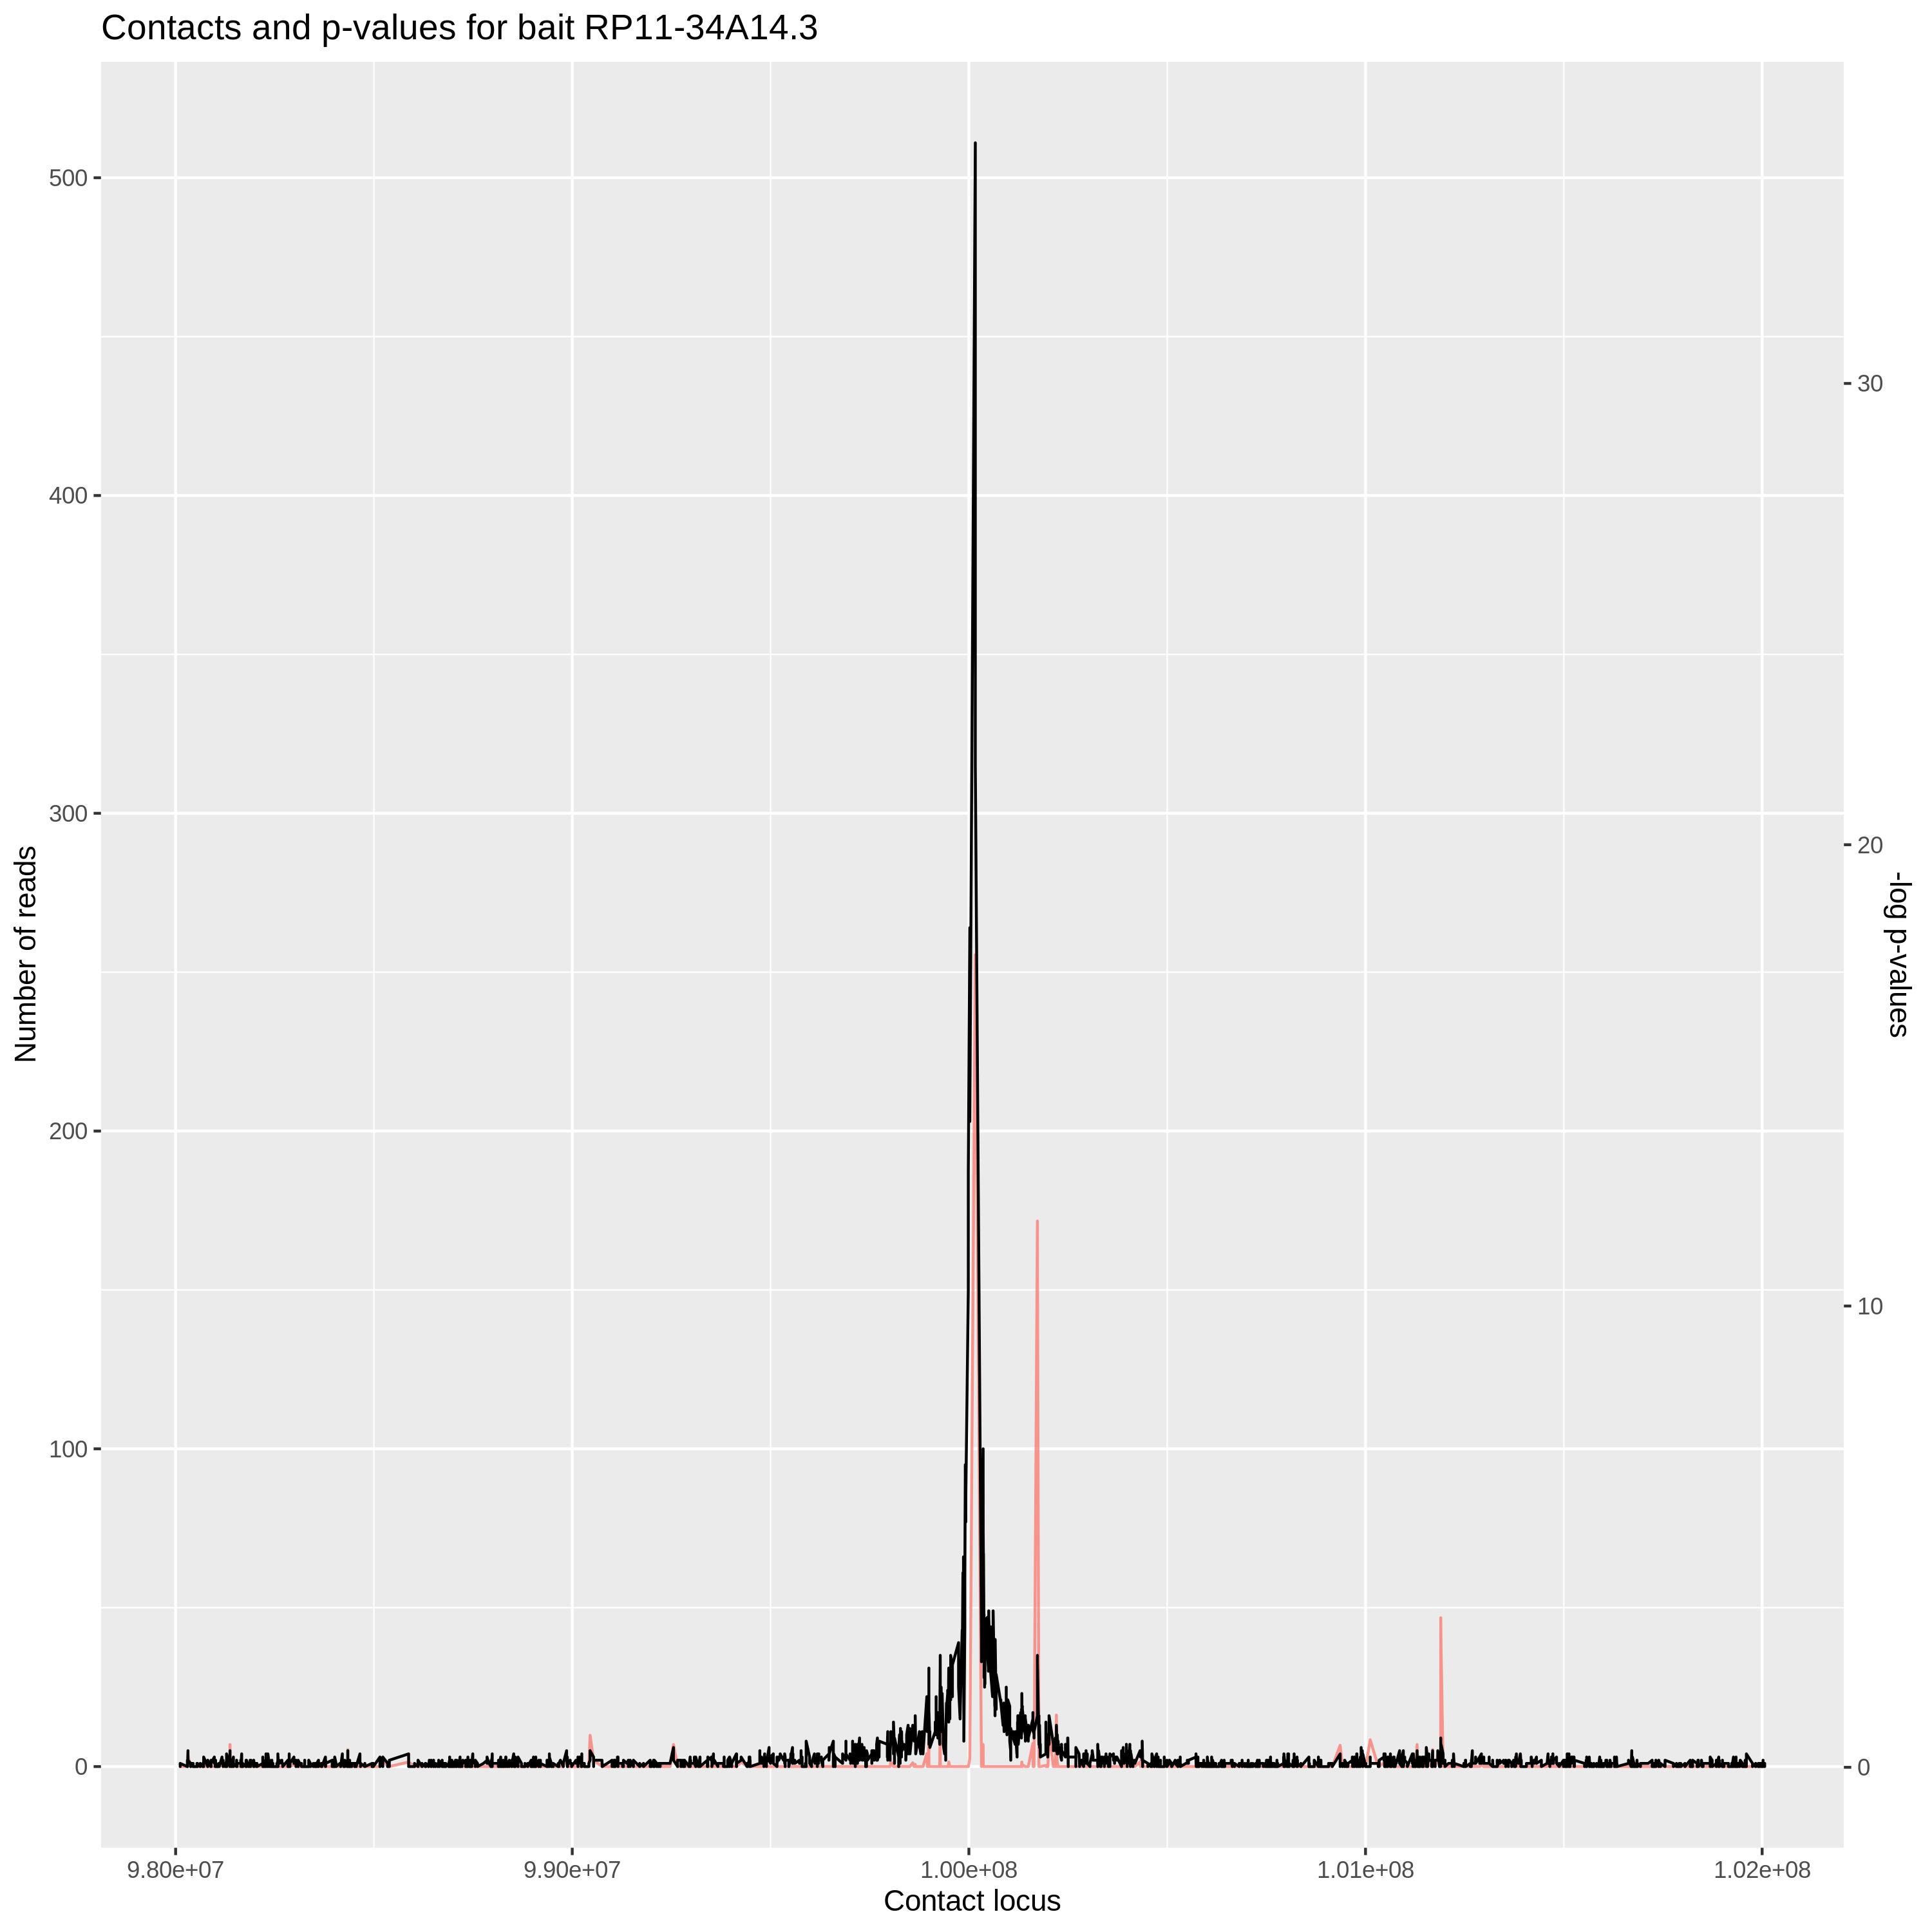 Contacts and p-values for bait RP11-34A14.3
500
400
300
200
100
0
Number of reads
30
20
10
0
-log p-values
9.80e+07 9.90e+07 1.00e+08 1.01e+08 1.02e+08
Contact locus